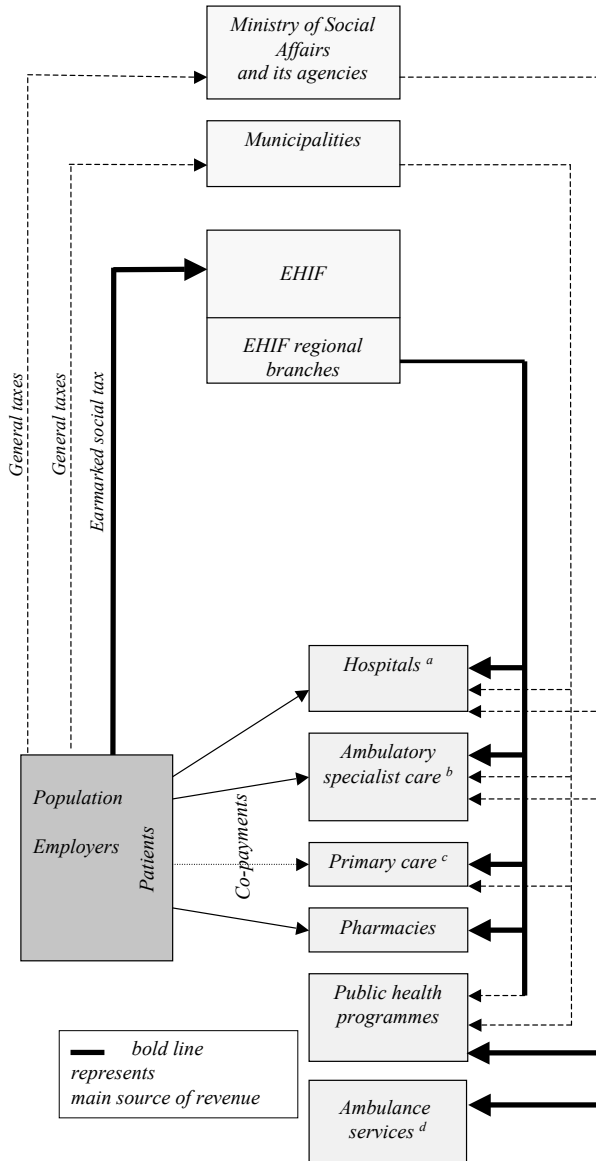 Ministry of Social
Affairs
and its agencies
Municipalities
EHIF
EHIF regional
branches
General taxes
General taxes
Earmarked social tax
Hospitals a
Ambulatory
specialist care b
Population
Employers
Patients
Co-payments
Primary care c
Pharmacies
Public health
programmes
bold line
represents
main source of revenue
Ambulance
services d